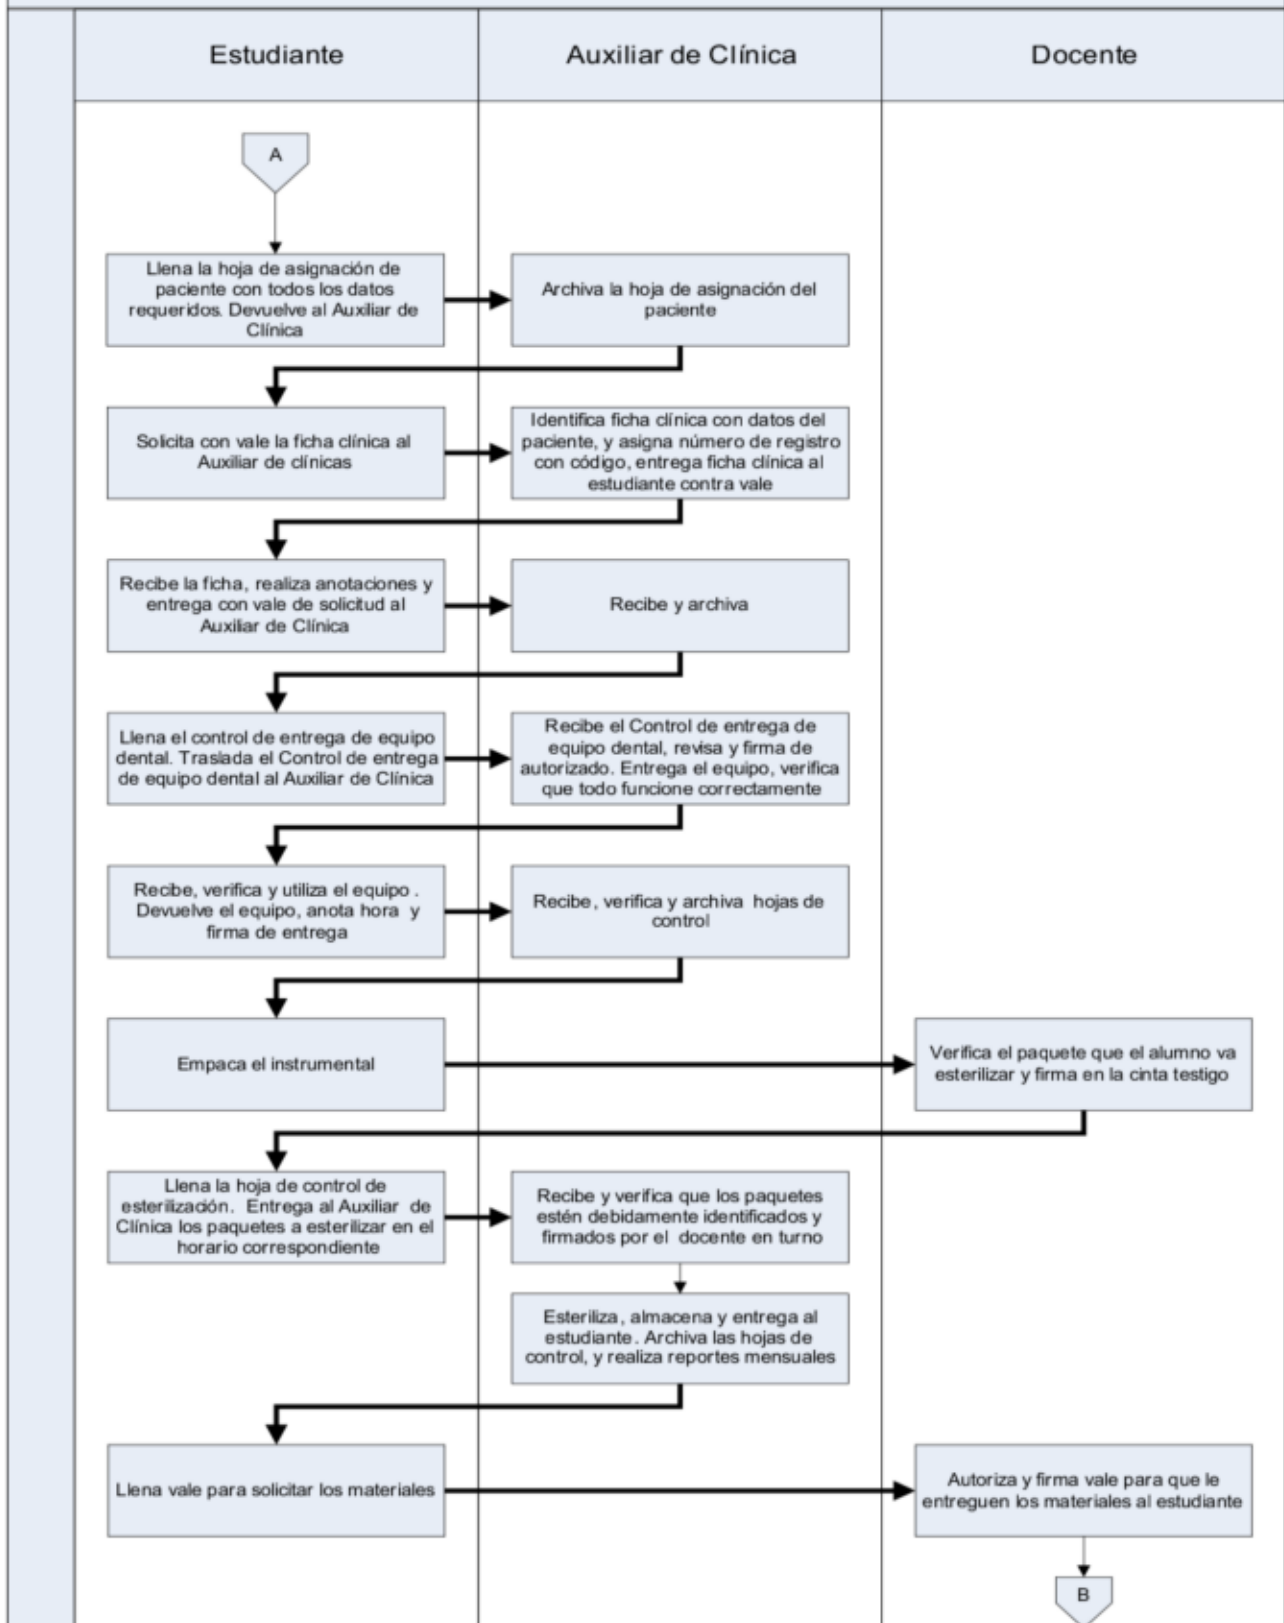 Estudiante
Auxiliar de Clínica
Docente
A
Llena la hoja de asignación de
paciente con todos los datos
requeridos. Devuelve al Auxiliar de
Clínica
Archiva la hoja de asignación del
paciente
Solicita con vale la ficha clínica al
Auxiliar de clínicas
Identifica ficha clínica con datos del
paciente, y asigna número de registro
con código, entrega ficha clínica al
estudiante contra vale
Recibe la ficha, realiza anotaciones y
entrega con vale de solicitud al
Auxiliar de Clínica
Recibe y archiva
Llena el control de entrega de equipo
dental. Traslada el Control de entrega
de equipo dental al Auxiliar de Clínica
Recibe el Control de entrega de
equipo dental, revisa y firma de
autorizado. Entrega el equipo, verifica
que todo funcione correctamente
Recibe, verifica y utiliza el equipo .
Devuelve el equipo, anota hora y
firma de entrega
Recibe, verifica y archiva hojas de
control
Empaca el instrumental
Verifica el paquete que el alumno va
esterilizar y firma en la cinta testigo
Llena la hoja de control de
esterilización. Entrega al Auxiliar de
Clínica los paquetes a esterilizar en el
horario correspondiente
Recibe y verifica que los paquetes
estén debidamente identificados y
firmados por el docente en turno
Esteriliza, almacena y entrega al
estudiante. Archiva las hojas de
control, y realiza reportes mensuales
Llena vale para solicitar los materiales
Autoriza y firma vale para que le
entreguen los materiales al estudiante
B